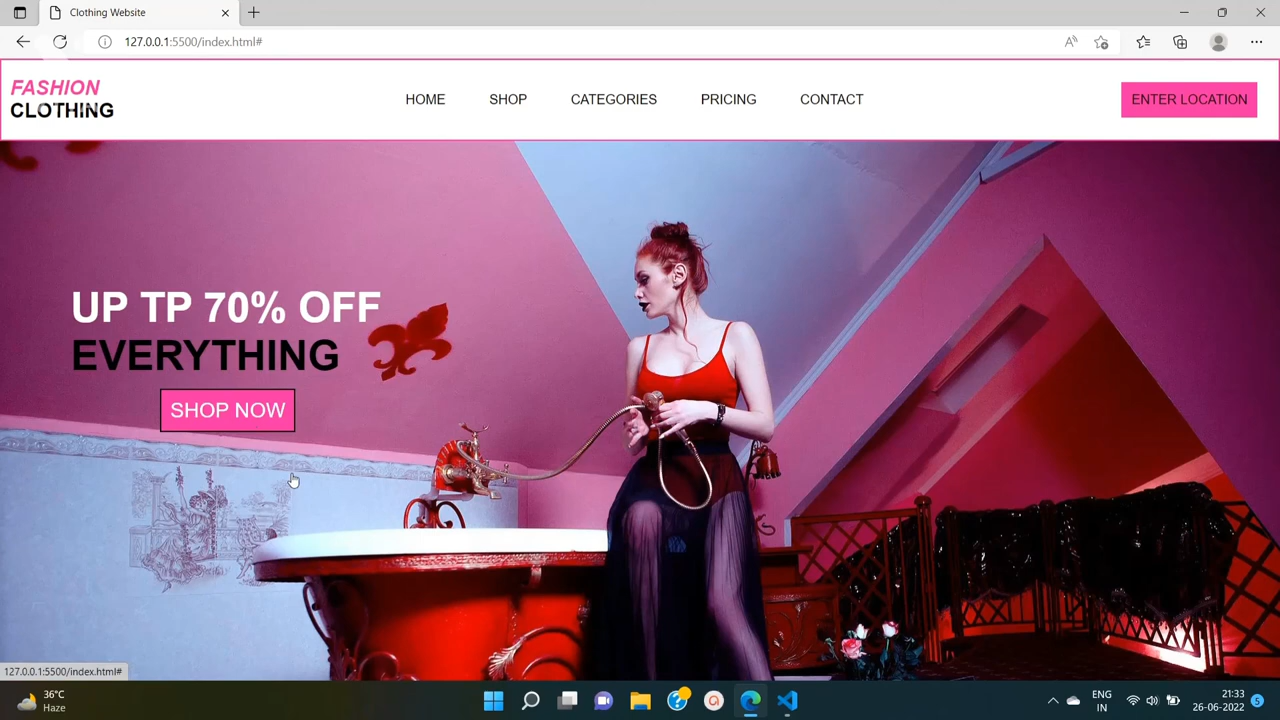 Clothing Website
127.0.0.1:5500/index.html#
FASHION
CLOTHING
HOME
SHOP
CATEGORIES
PRICING
CONTACT
ENTER LOCATION
UP TP 70% OFF
EVERYTHING
SHOP NOW
127.0.0.1:5500/index.html#
36°C
Haze
ENG
IN
21:33
26-06-2022
5